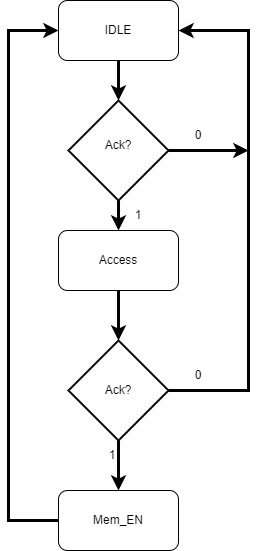 IDLE
Ack?
0
1
Access
Ack?
0
1
Mem_EN